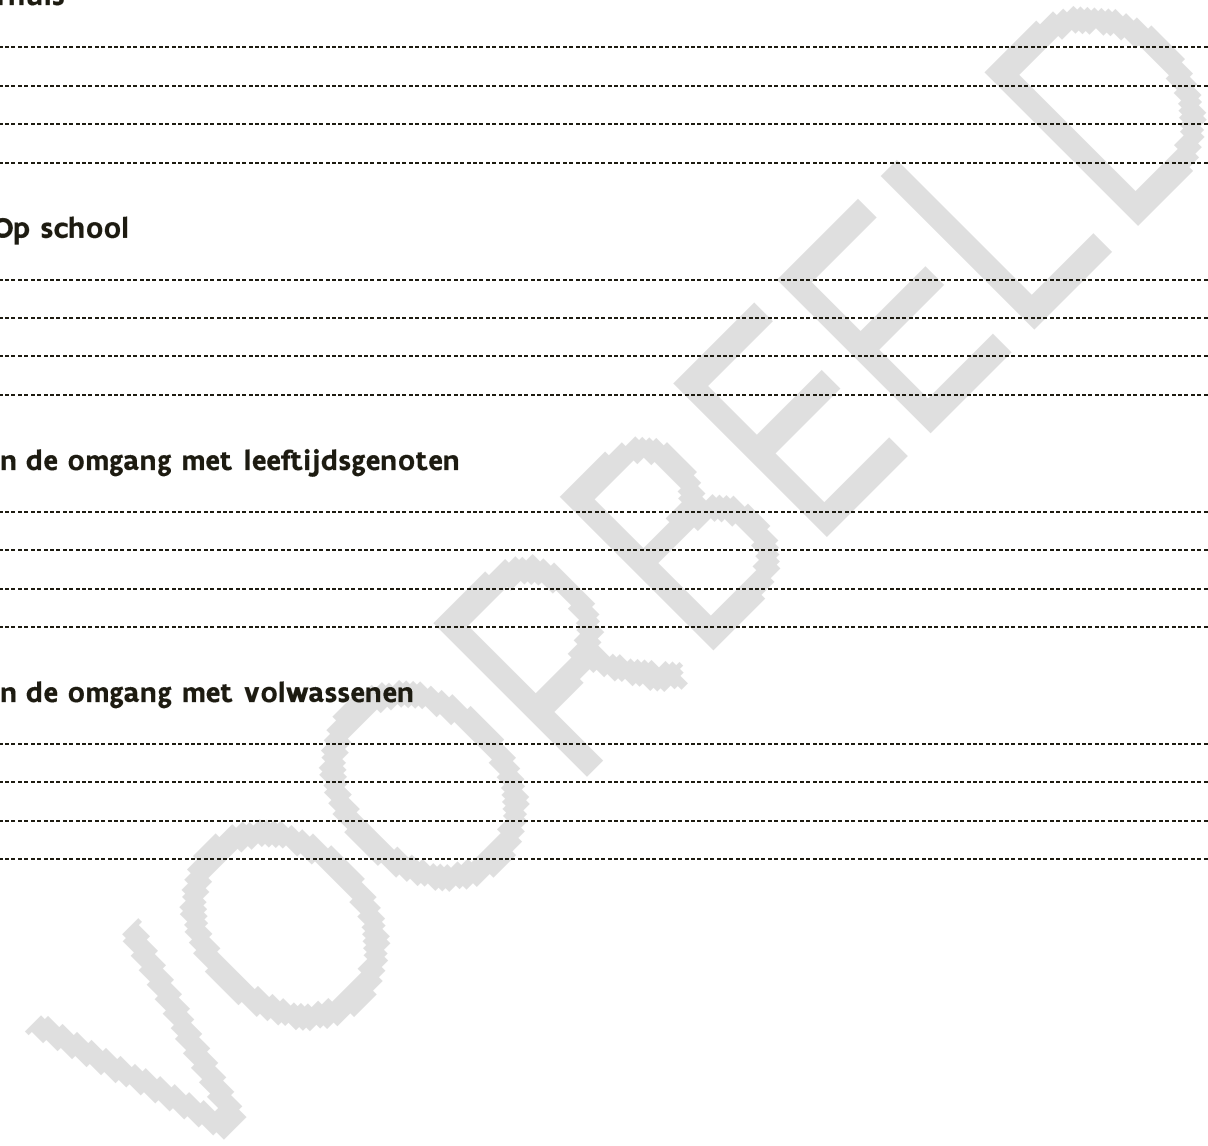 Op school
n de omgang met leeftijdsgenoten
n de omgang met volwassenen
VOORBEELD